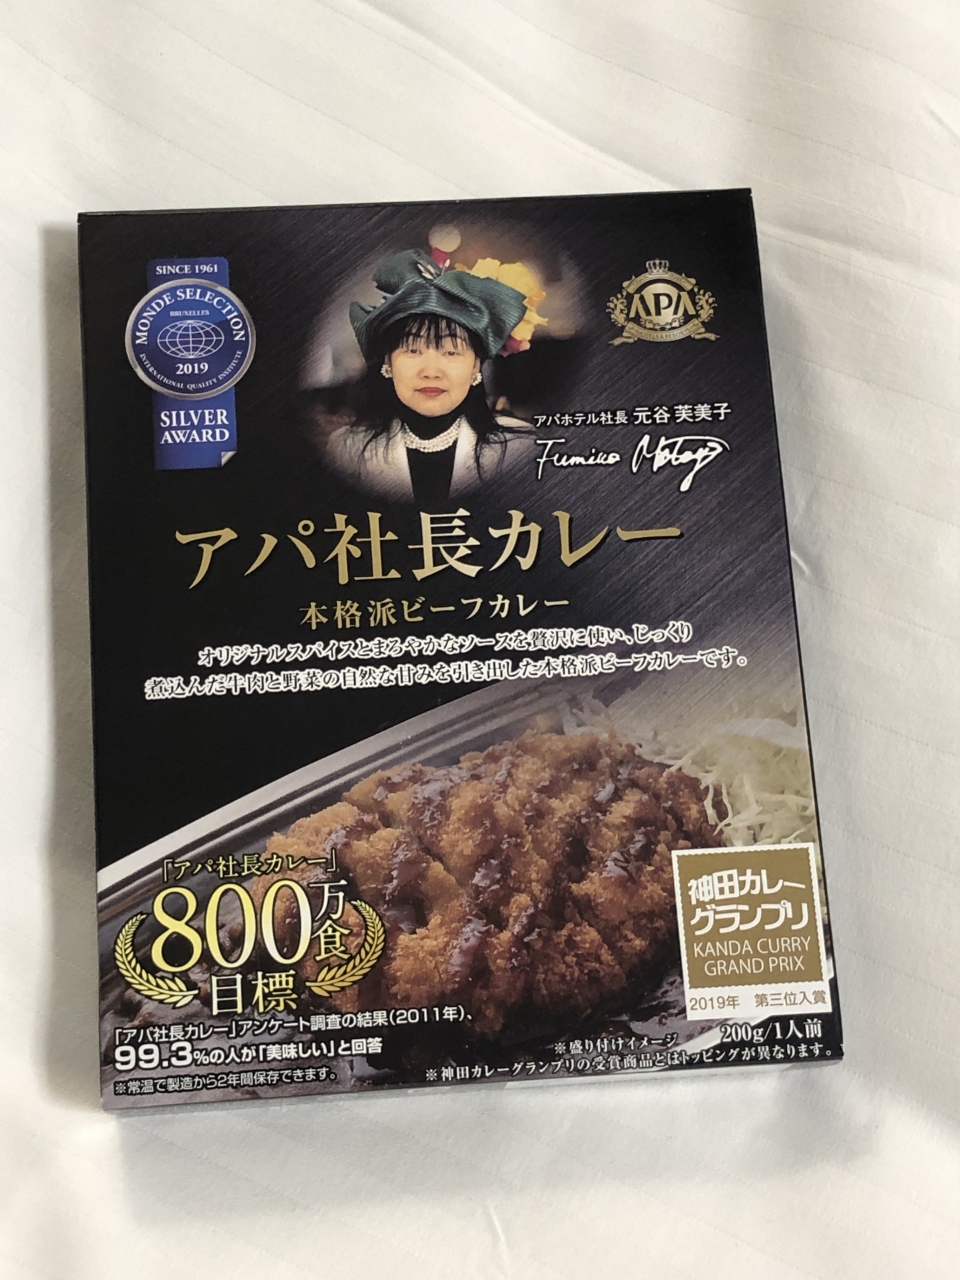 SINCE 1961
MONDE SELECTION
BRUXELLES
2019
INTERNATIONAL QUALITY INSTITUTE
SILVER
AWARD
APA
アパホテル社長 元谷 芙美子
Fumiko Motoya
アパ社長カレー
本格派ビーフカレー
オリジナルスパイスとまろやかなソースを贅沢に使い、じっくり
煮込んだ牛肉と野菜の自然な甘みを引き出した本格派ビーフカレーです。
「アパ社長カレー」
800万食
目標
「アパ社長カレー」アンケート調査の結果(2011年)、
99.3%の人が「美味しい」と回答
※常温で製造から2年間保存できます。
神田カレー
グランプリ
KANDA CURRY
GRAND PRIX
2019年 第三位入賞
200g/1人前
※盛り付けイメージ
※神田カレーグランプリの受賞商品とはトッピングが異なります。